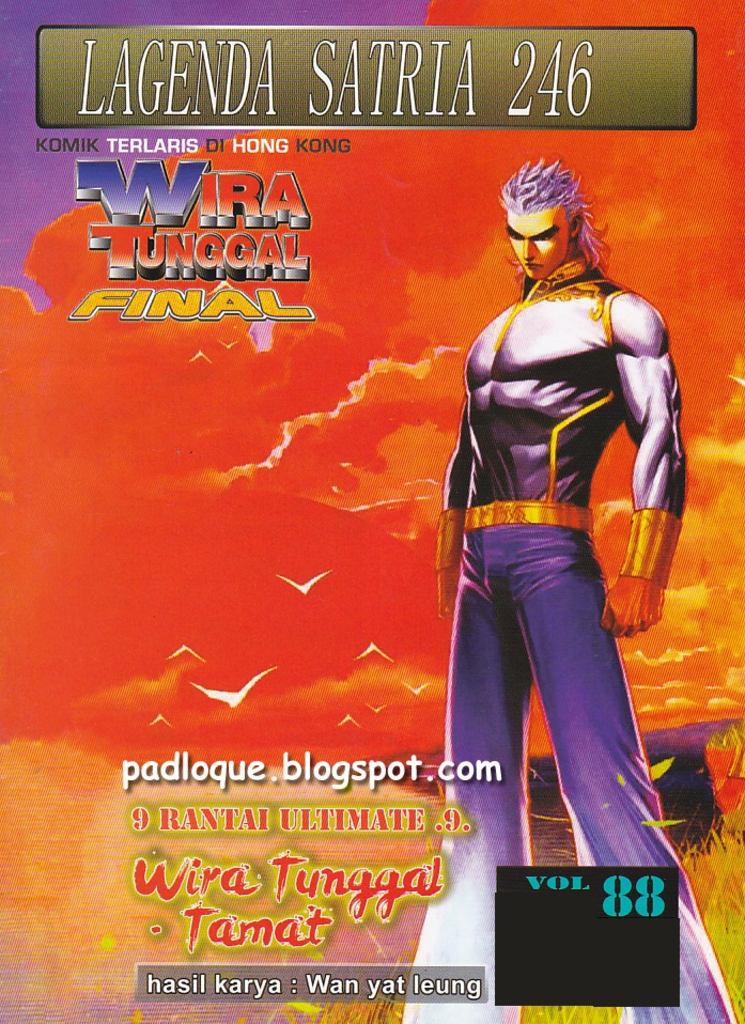 LAGENDA SATRIA 246
KOMIK TERLARIS DI HONG KONG
WIRA
TUNGGAL
FINAL
padloque.blogspot.com
9 RANTAI ULTIMATE .9.
Wira Tunggal
- Tamat
VOL 88
hasil karya : Wan yat leung